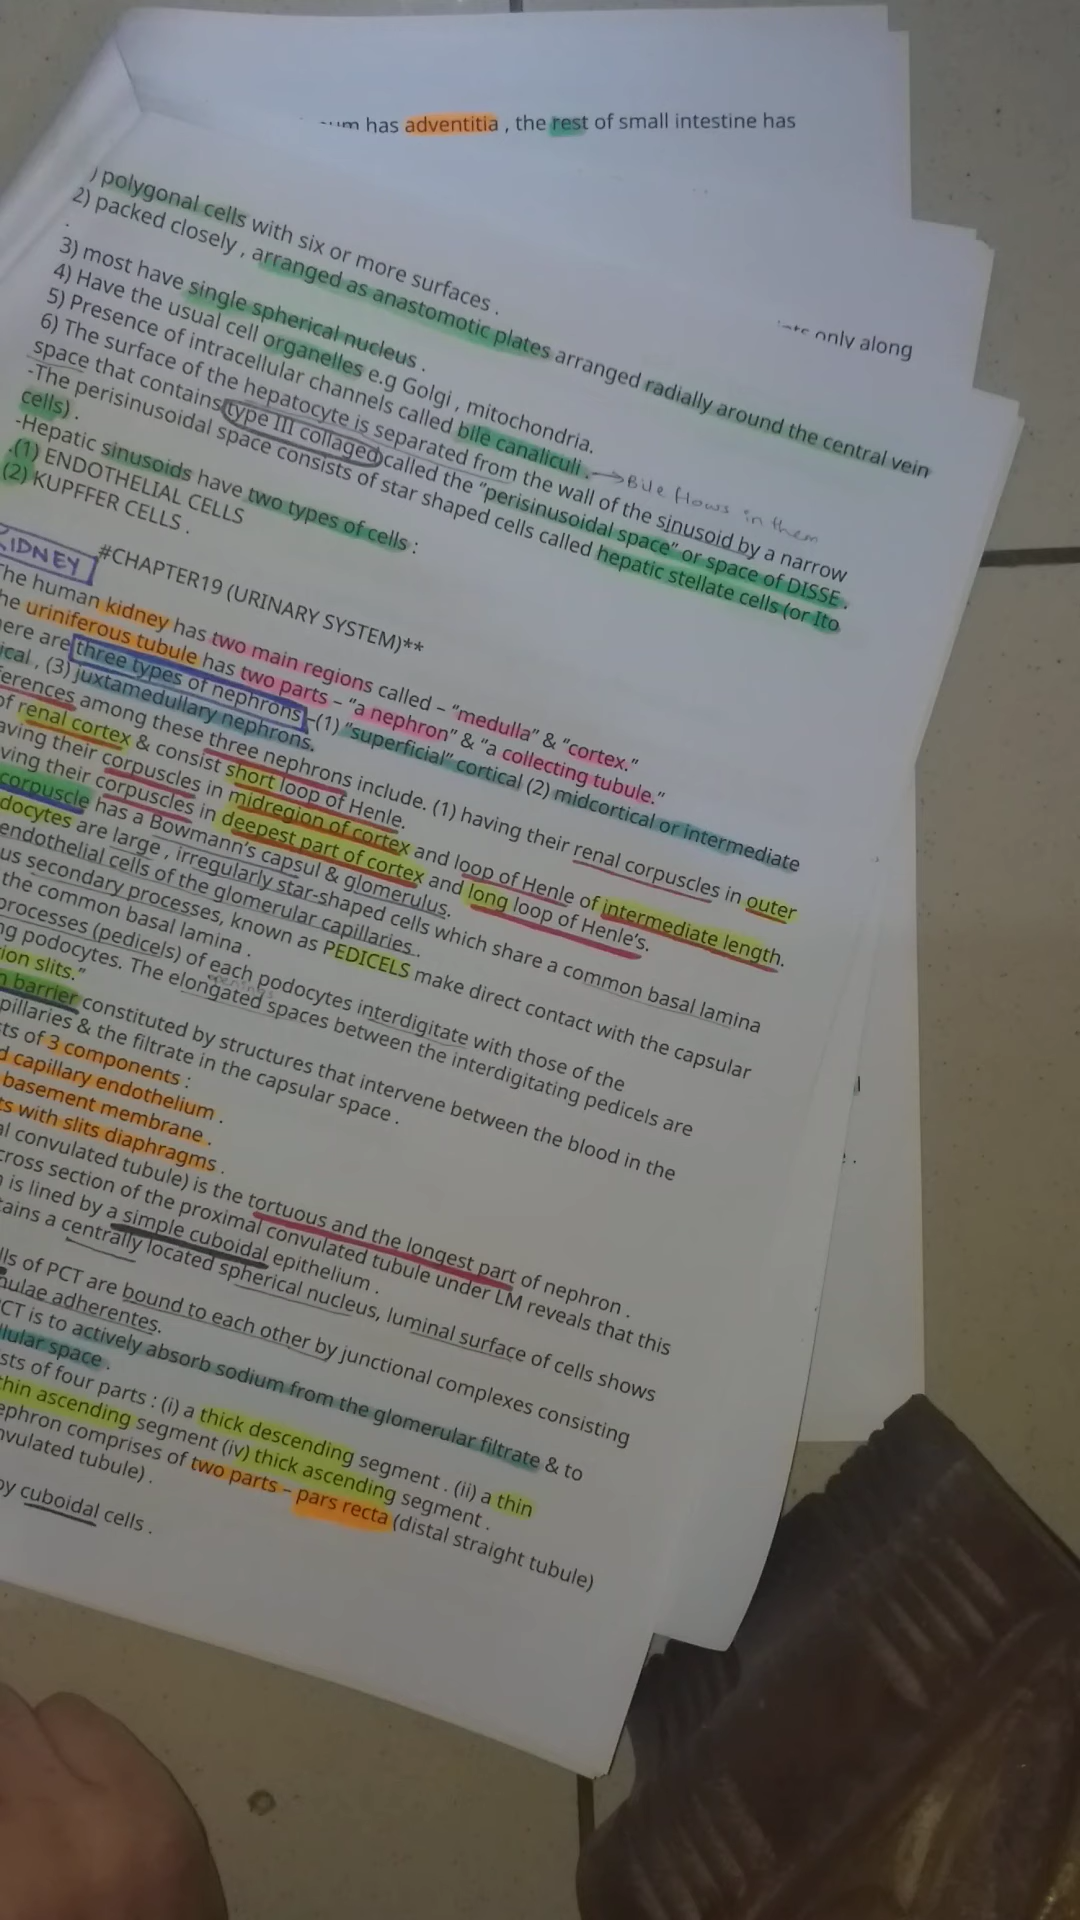 has adventitia , the rest of small intestine has
only along
) polygonal cells with six or more surfaces .
2) packed closely , arranged as anastomotic plates arranged radially around the central vein
.
3) most have single spherical nucleus .
4) Have the usual cell organelles e.g Golgi , mitochondria.
5) Presence of intracellular channels called bile canaliculi . → Bile flows in them
6) The surface of the hepatocyte is separated from the wall of the sinusoid by a narrow
space that contains type III collaged called the "perisinusoidal space" or space of DISSE .
-The perisinusoidal space consists of star shaped cells called hepatic stellate cells (or Ito
cells) .
-Hepatic sinusoids have two types of cells :
.(1) ENDOTHELIAL CELLS
(2) KUPFFER CELLS .
KIDNEY
#CHAPTER19 (URINARY SYSTEM)**
The human kidney has two main regions called – "medulla" & "cortex."
he uriniferous tubule has two parts – "a nephron" & "a collecting tubule."
ere are three types of nephrons –(1) "superficial" cortical (2) midcortical or intermediate
ical , (3) juxtamedullary nephrons.
ferences among these three nephrons include. (1) having their renal corpuscles in outer
of renal cortex & consist short loop of Henle.
aving their corpuscles in midregion of cortex and loop of Henle of intermediate length.
ving their corpuscles in deepest part of cortex and long loop of Henle's.
corpuscle has a Bowmann's capsul & glomerulus.
docytes are large , irregularly star-shaped cells which share a common basal lamina
endothelial cells of the glomerular capillaries.
us secondary processes, known as PEDICELS make direct contact with the capsular
the common basal lamina .
processes (pedicels) of each podocytes interdigitate with those of the
openings
ng podocytes. The elongated spaces between the interdigitating pedicels are
ion slits."
n barrier constituted by structures that intervene between the blood in the
pillaries & the filtrate in the capsular space .
ts of 3 components :
d capillary endothelium .
basement membrane .
ts with slits diaphragms .
al convulated tubule) is the tortuous and the longest part of nephron .
cross section of the proximal convulated tubule under LM reveals that this
n is lined by a simple cuboidal epithelium .
tains a centrally located spherical nucleus, luminal surface of cells shows
lls of PCT are bound to each other by junctional complexes consisting
nulae adherentes.
CT is to actively absorb sodium from the glomerular filtrate & to
llular space .
sts of four parts : (i) a thick descending segment . (ii) a thin
thin ascending segment (iv) thick ascending segment .
ephron comprises of two parts – pars recta (distal straight tubule)
nvulated tubule) .
by cuboidal cells .